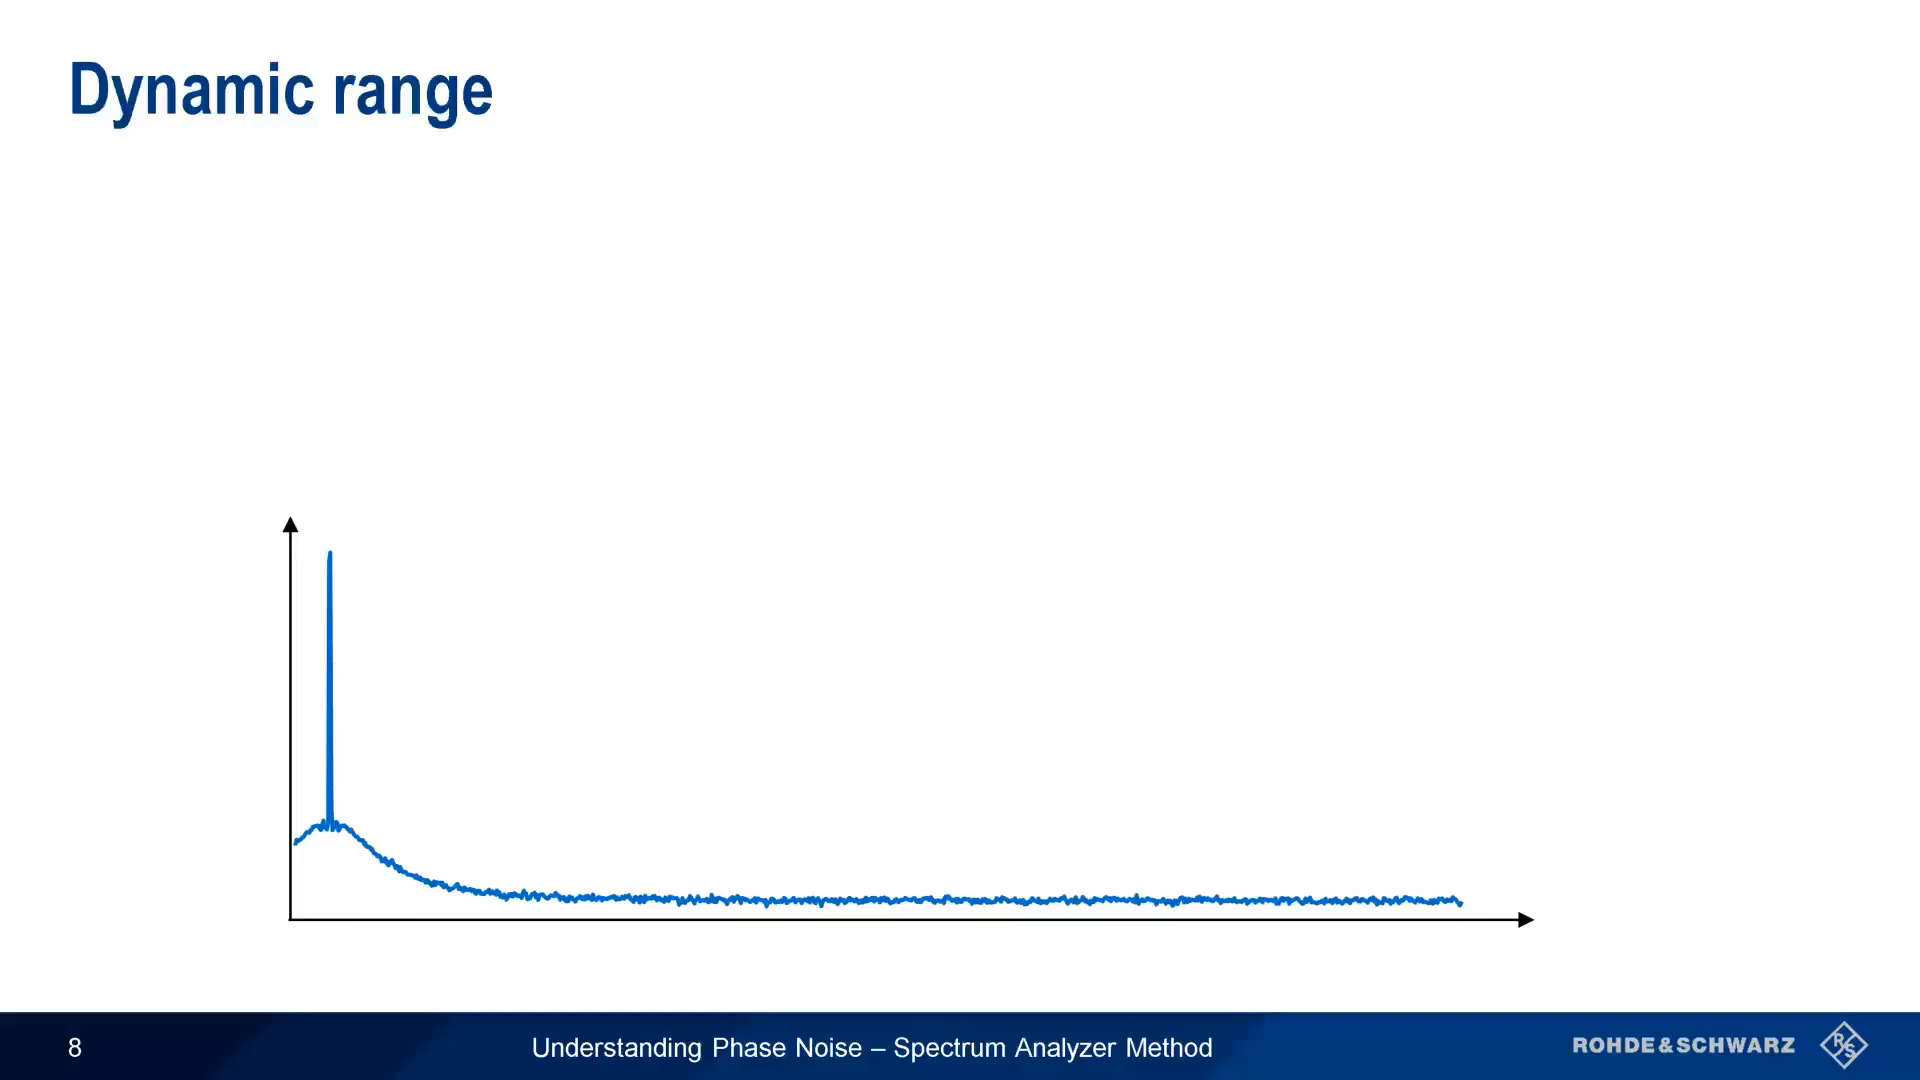 Dynamic range
8
Understanding Phase Noise – Spectrum Analyzer Method
ROHDE&SCHWARZ
R
S